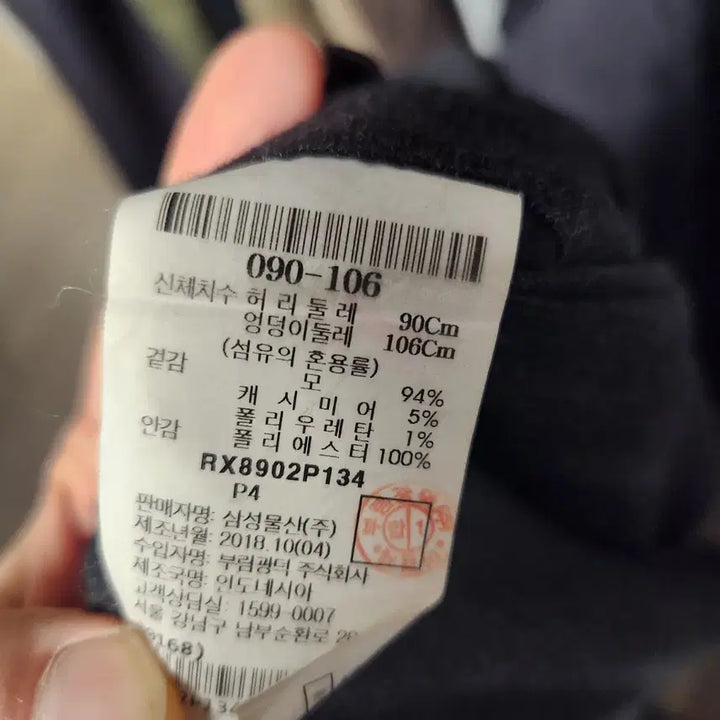 090-106
신체치수 허리둘레 90Cm
엉덩이둘레 106Cm
(섬유의 혼용률)
겉감 모 94%
캐시미어 5%
폴리우레탄 1%
안감 폴리에스터 100%
RX8902P134
P4
판매자명: 삼성물산(주)
제조년월: 2018.10(04)
수입자명: 부림광덕 주식회사
제조국명: 인도네시아
고객상담실: 1599-0007
서울 강남구 남부순환로
168)